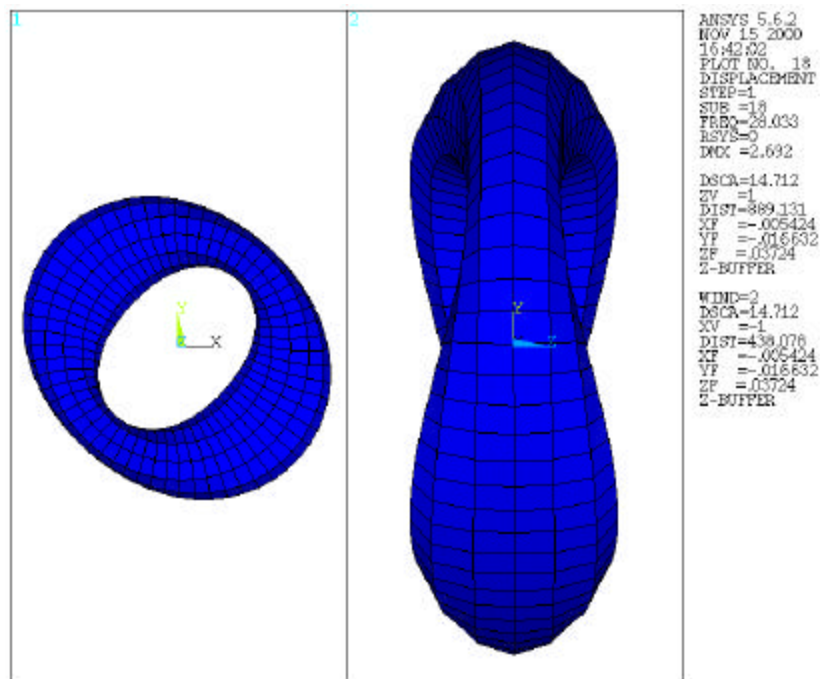 1
2
Y
Z
X
Y
Z
ANSYS 5.6.2
NOV 15 2000
16:42:02
PLOT NO. 18
DISPLACEMENT
STEP=1
SUB =18
FREQ=28.033
RSYS=0
DMX =2.692
DSCA=14.712
ZV =1
DIST=889.131
XF =-.005424
YF =-.016632
ZF =.03724
Z-BUFFER
WIND=2
DSCA=14.712
XV =-1
DIST=438.078
XF =-.005424
YF =-.016632
ZF =.03724
Z-BUFFER